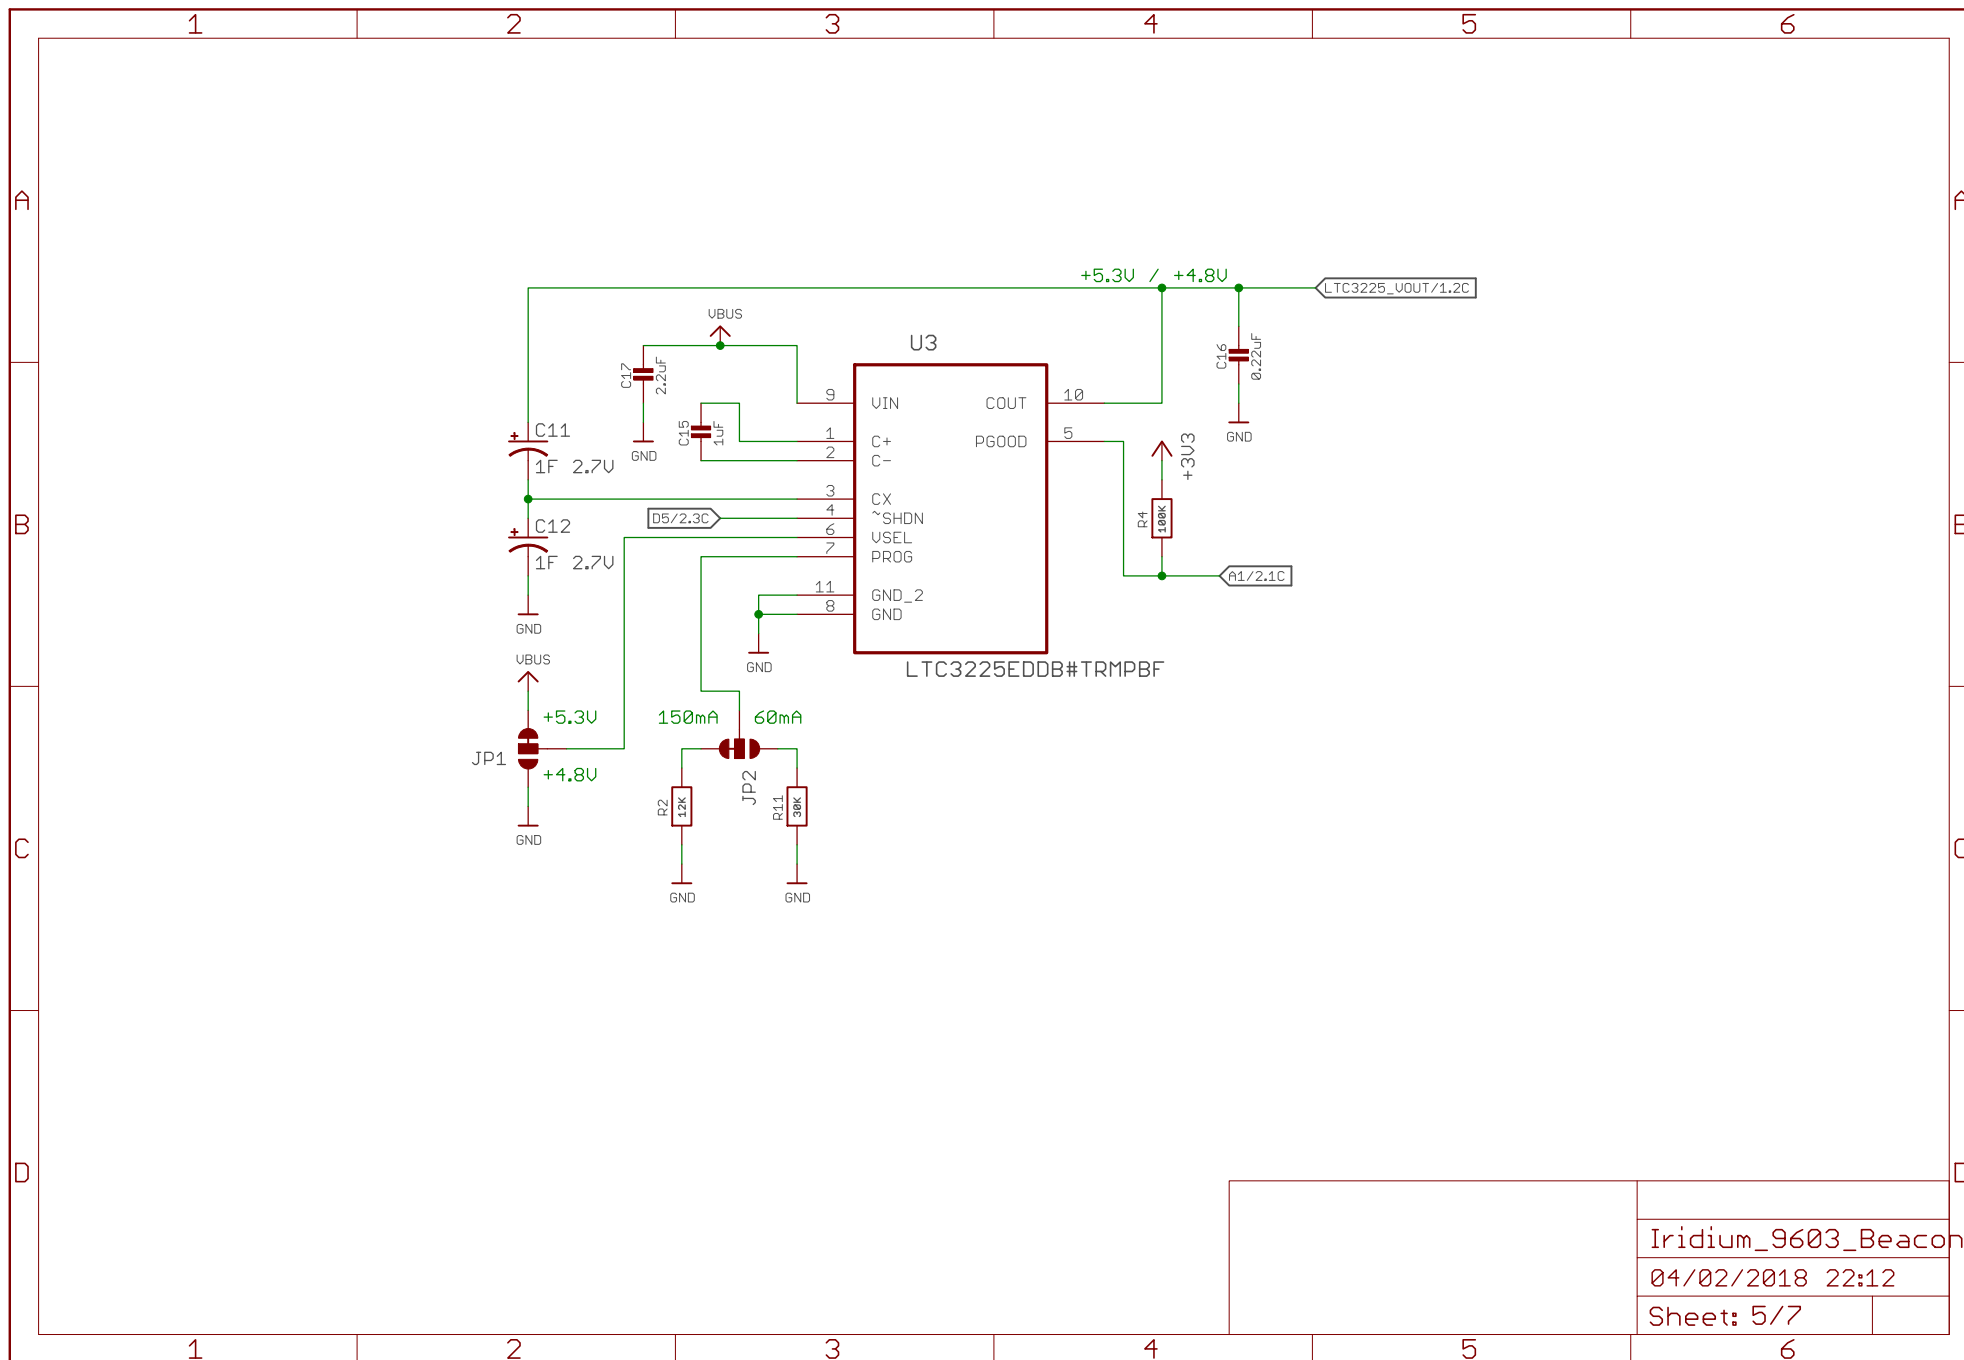 1 2 3 4 5 6
A A
+5.3V / +4.8V
LTC3225_VOUT/1.2C
VBUS
U3
C17
2.2uF
GND
C15
1uF
C16
0.22uF
GND
9 VIN
1 C+
2 C-
3 CX
4 ~SHDN
6 VSEL
7 PROG
11 GND_2
8 GND
COUT 10
PGOOD 5
+3V3
R4
100K
A1/2.1C
C11
1F 2.7V
C12
1F 2.7V
GND
D5/2.3C
B B
GND
LTC3225EDDB#TRMPBF
VBUS
+5.3V
JP1
+4.8V
GND
150mA 60mA
JP2
R2
12K
R11
30K
GND GND
C C
D D
Iridium_9603_Beacon
04/02/2018 22:12
Sheet: 5/7
1 2 3 4 5 6